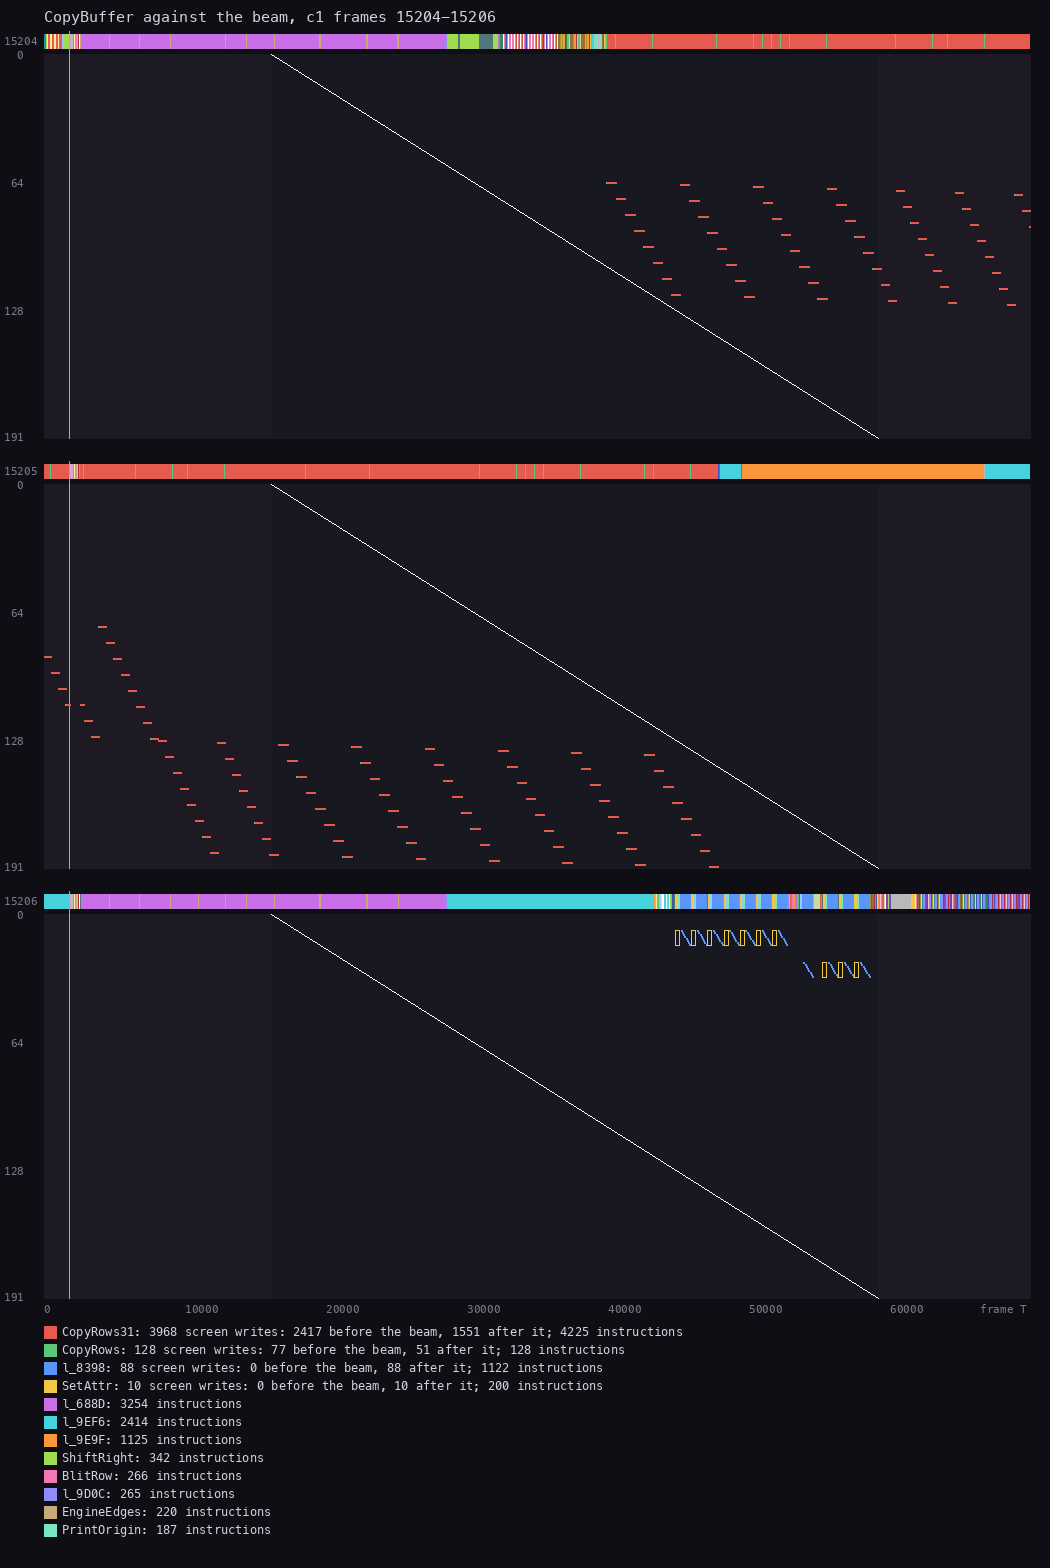 CopyBuffer against the beam, c1 frames 15204–15206
15204
0
64
128
191
15205
0
64
128
191
15206
0
64
128
191
0 10000 20000 30000 40000 50000 60000 frame T
CopyRows31: 3968 screen writes: 2417 before the beam, 1551 after it; 4225 instructions
CopyRows: 128 screen writes: 77 before the beam, 51 after it; 128 instructions
l_8398: 88 screen writes: 0 before the beam, 88 after it; 1122 instructions
SetAttr: 10 screen writes: 0 before the beam, 10 after it; 200 instructions
l_688D: 3254 instructions
l_9EF6: 2414 instructions
l_9E9F: 1125 instructions
ShiftRight: 342 instructions
BlitRow: 266 instructions
l_9D0C: 265 instructions
EngineEdges: 220 instructions
PrintOrigin: 187 instructions